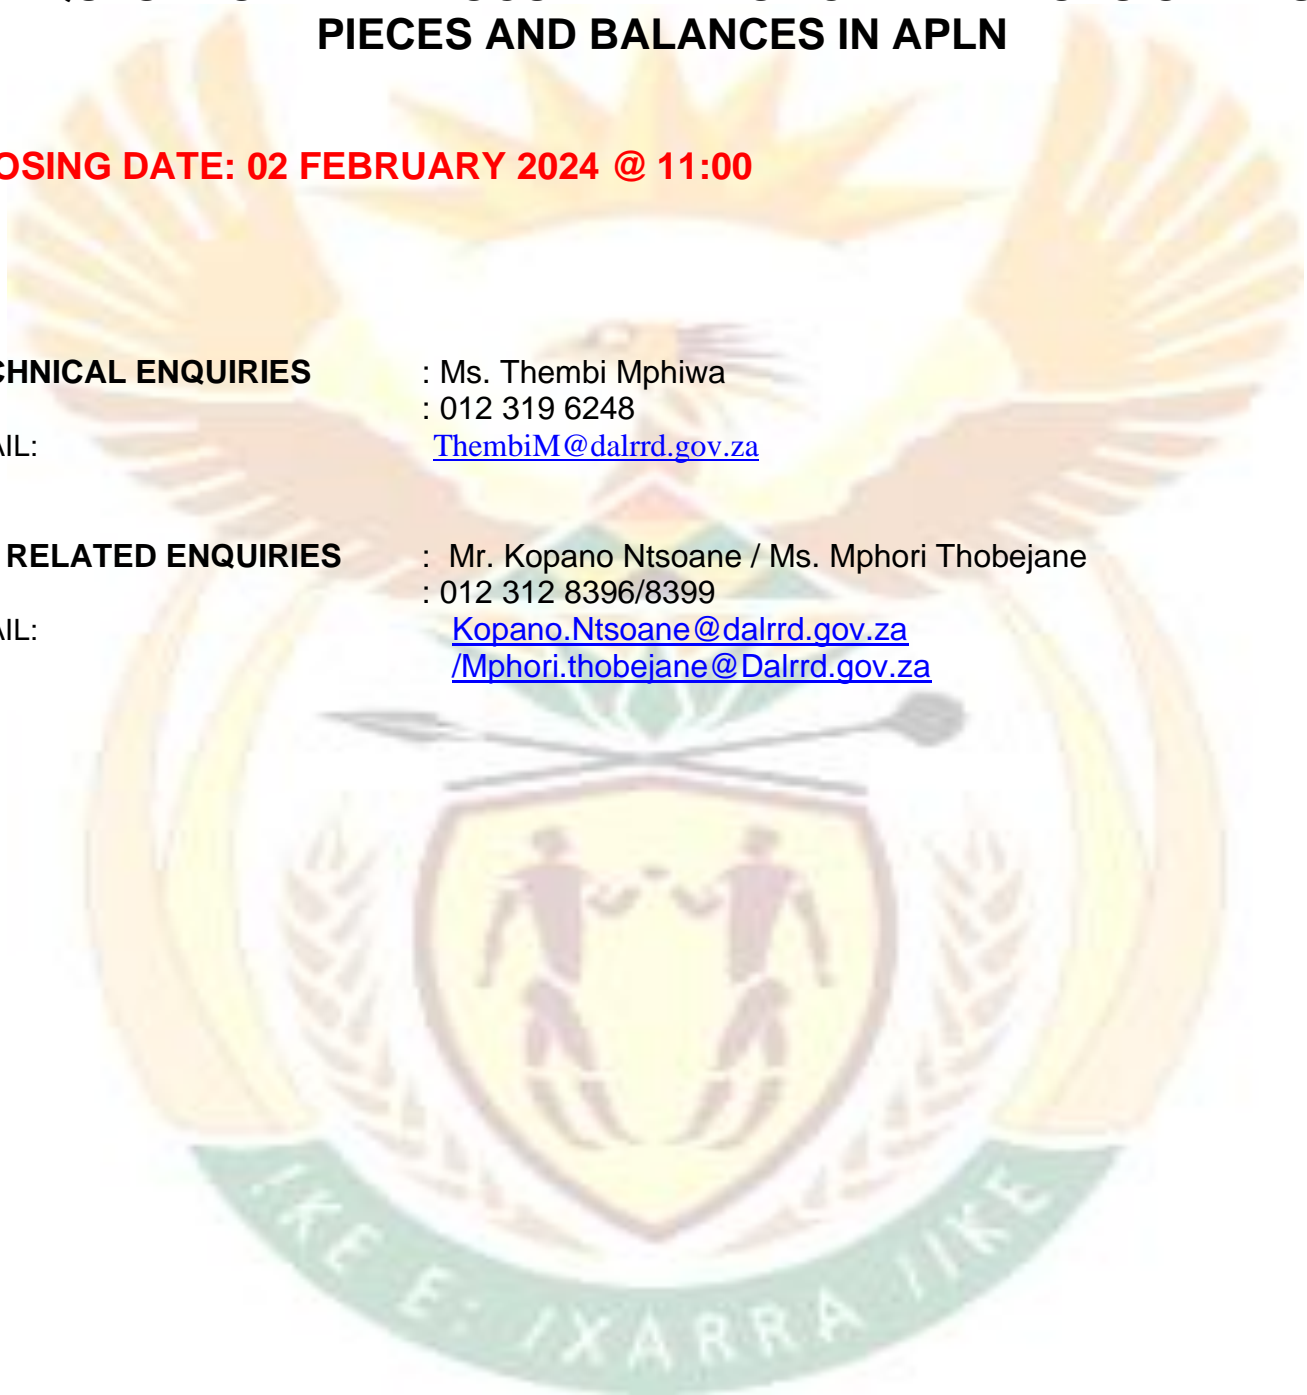 PIECES AND BALANCES IN APLN
OSING DATE: 02 FEBRUARY 2024 @ 11:00
CHNICAL ENQUIRIES : Ms. Thembi Mphiwa
: 012 319 6248
AIL: ThembiM@dalrrd.gov.za
RELATED ENQUIRIES : Mr. Kopano Ntsoane / Ms. Mphori Thobejane
: 012 312 8396/8399
AIL: Kopano.Ntsoane@dalrrd.gov.za
/Mphori.thobejane@Dalrrd.gov.za
!KE E: /XARRA //KE